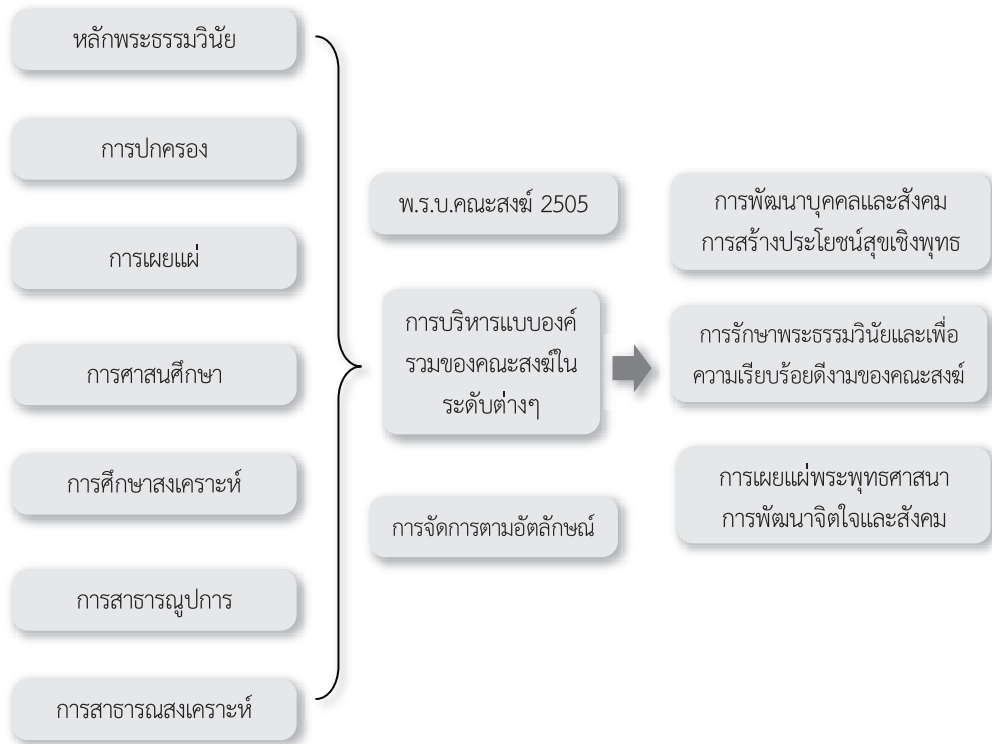 หลักพระธรรมวินัย
การปกครอง
การเผยแผ่
การศาสนศึกษา
การศึกษาสงเคราะห์
การสาธารณูปการ
การสาธารณสงเคราะห์
พ.ร.บ.คณะสงฆ์ 2505
การบริหารแบบองค์
รวมของคณะสงฆ์ใน
ระดับต่างๆ
การจัดการตามอัตลักษณ์
การพัฒนาบุคคลและสังคม
การสร้างประโยชน์สุขเชิงพุทธ
การรักษาพระธรรมวินัยและเพื่อ
ความเรียบร้อยดีงามของคณะสงฆ์
การเผยแผ่พระพุทธศาสนา
การพัฒนาจิตใจและสังคม